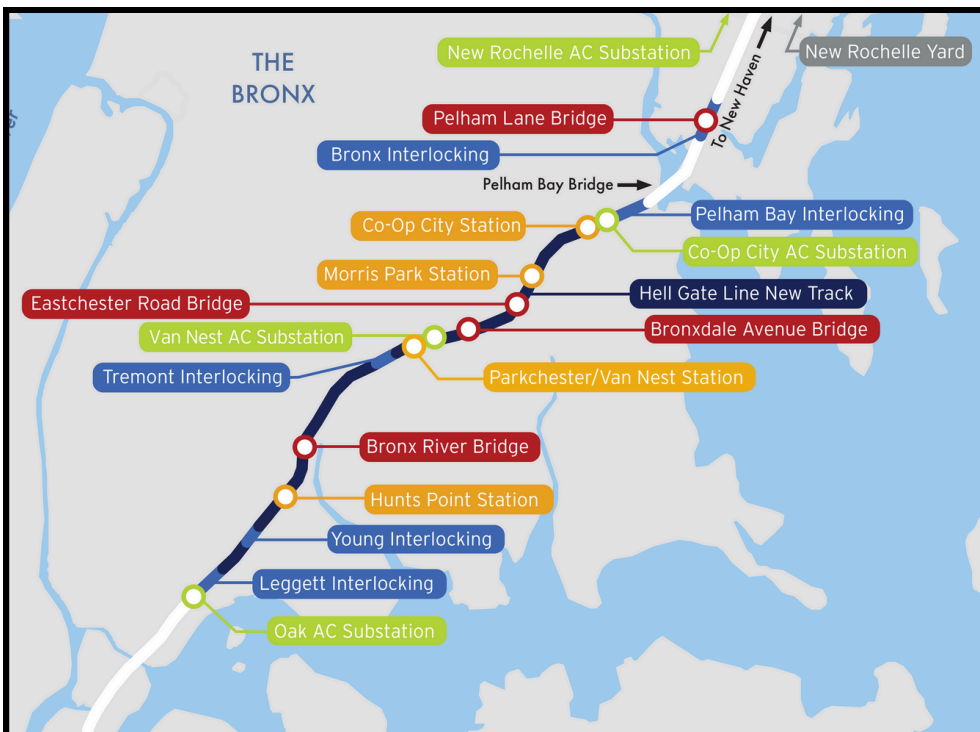 New Rochelle AC Substation
New Rochelle Yard
THE
BRONX
To New Haven
Pelham Lane Bridge
Bronx Interlocking
Pelham Bay Bridge
Pelham Bay Interlocking
Co-Op City Station
Co-Op City AC Substation
Morris Park Station
Hell Gate Line New Track
Eastchester Road Bridge
Bronxdale Avenue Bridge
Van Nest AC Substation
Tremont Interlocking
Parkchester/Van Nest Station
Bronx River Bridge
Hunts Point Station
Young Interlocking
Leggett Interlocking
Oak AC Substation